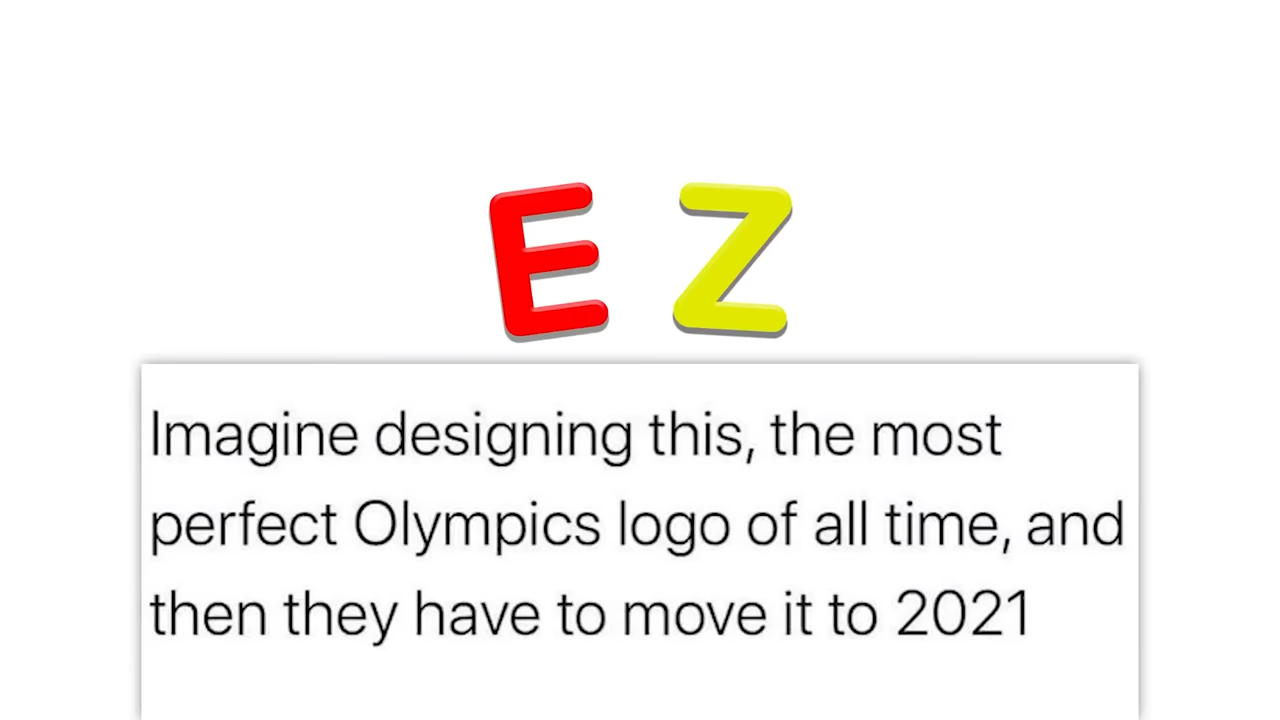 E Z
Imagine designing this, the most
perfect Olympics logo of all time, and
then they have to move it to 2021